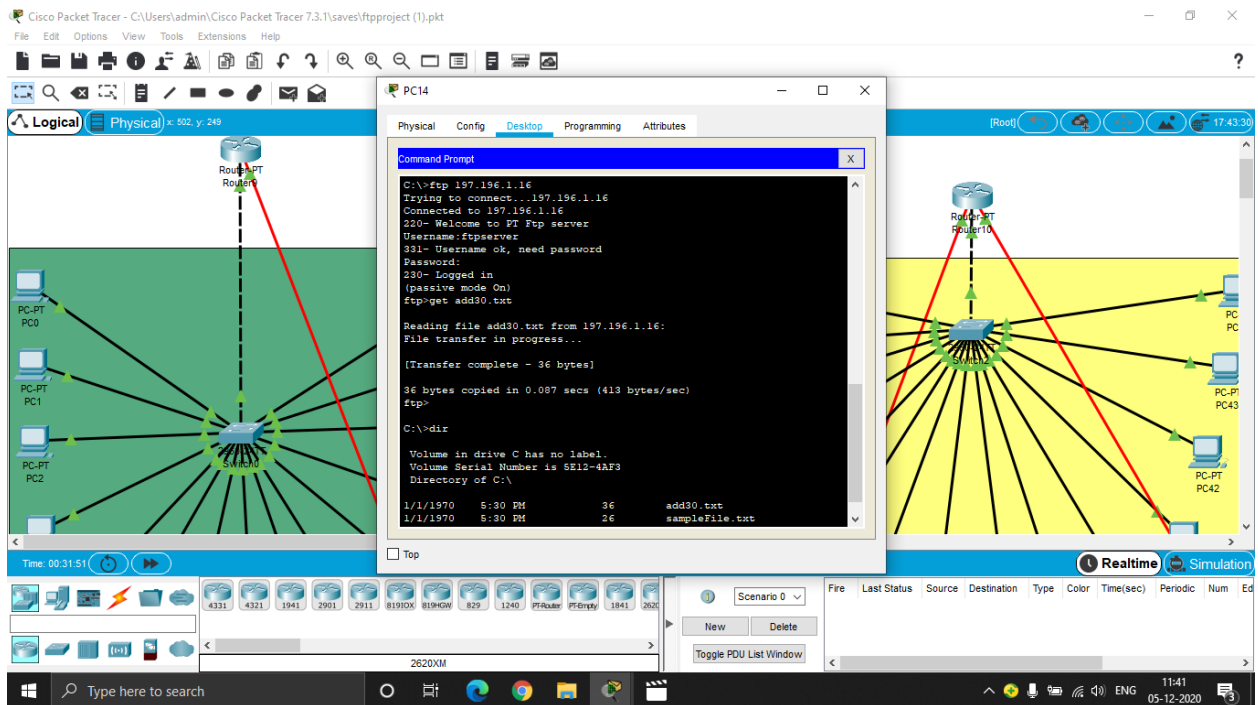 Cisco Packet Tracer - C:\Users\admin\Cisco Packet Tracer 7.3.1\saves\ftpproject (1).pkt
File Edit Options View Tools Extensions Help
?
Logical Physical x: 502, y: 249
[Root] 17:43:30
Router-PT
Router9
PC-PT
PC0
PC-PT
PC1
PC-PT
PC2
Switch0
PC14
Physical Config Desktop Programming Attributes
Command Prompt X
C:\>ftp 197.196.1.16
Trying to connect...197.196.1.16
Connected to 197.196.1.16
220- Welcome to PT Ftp server
Username:ftpserver
331- Username ok, need password
Password:
230- Logged in
(passive mode On)
ftp>get add30.txt
Reading file add30.txt from 197.196.1.16:
File transfer in progress...
[Transfer complete - 36 bytes]
36 bytes copied in 0.087 secs (413 bytes/sec)
ftp>
C:\>dir
Volume in drive C has no label.
Volume Serial Number is 5E12-4AF3
Directory of C:\
1/1/1970 5:30 PM 36 add30.txt
1/1/1970 5:30 PM 26 sampleFile.txt
Top
Router-PT
Router10
Switch2
PC
PC
PC-PT
PC43
PC-PT
PC42
Time: 00:31:51
Realtime Simulation
4331 4321 1941 2901 2911 819IOX 819HGW 829 1240 PT-Router PT-Empty 1841 2620
2620XM
Scenario 0
New Delete
Toggle PDU List Window
Fire Last Status Source Destination Type Color Time(sec) Periodic Num Ed
Type here to search
ENG
11:41
05-12-2020
3